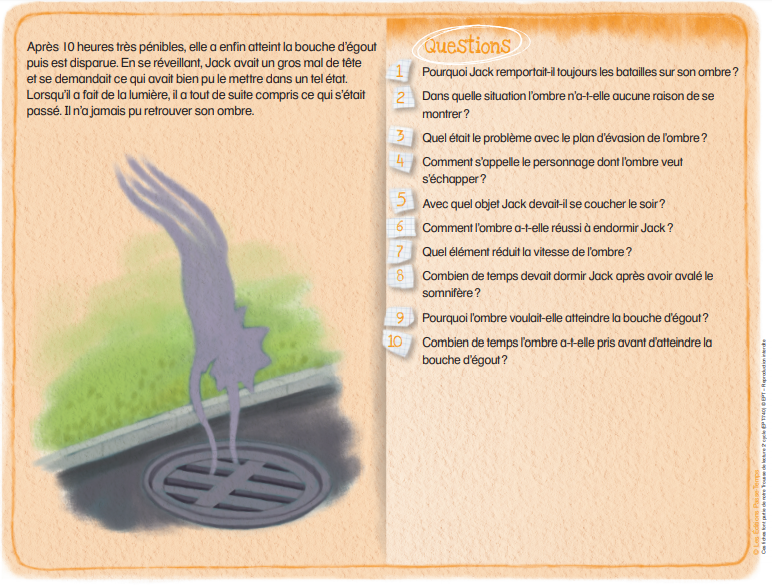 Après 10 heures très pénibles, elle a enfin atteint la bouche d'égout
puis est disparue. En se réveillant, Jack avait un gros mal de tête
et se demandait ce qui avait bien pu le mettre dans un tel état.
Lorsqu'il a fait de la lumière, il a tout de suite compris ce qui s'était
passé. Il n'a jamais pu retrouver son ombre.
Questions
1 Pourquoi Jack remportait-il toujours les batailles sur son ombre?
2 Dans quelle situation l'ombre n'a-t-elle aucune raison de se
montrer?
3 Quel était le problème avec le plan d'évasion de l'ombre?
4 Comment s'appelle le personnage dont l'ombre veut
s'échapper?
5 Avec quel objet Jack devait-il se coucher le soir?
6 Comment l'ombre a-t-elle réussi à endormir Jack?
7 Quel élément réduit la vitesse de l'ombre?
8 Combien de temps devait dormir Jack après avoir avalé le
somnifère?
9 Pourquoi l'ombre voulait-elle atteindre la bouche d'égout?
10 Combien de temps l'ombre a-t-elle pris avant d'atteindre la
bouche d'égout?
© Les Éditions Passe-Temps